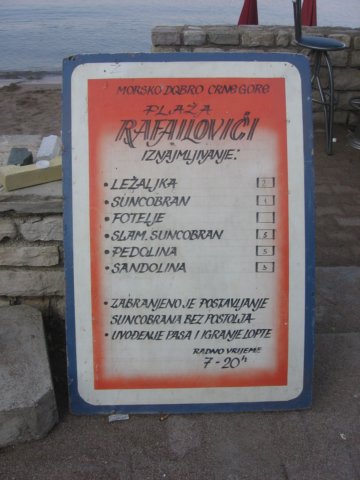 MORSKO DOBRO CRNE GORE
PLAŽA
RAFAILOVIĆI
IZNAJMLJIVANJE:
• LEŽALJKA
• SUNCOBRAN
• FOTELJE
• SLAM. SUNCOBRAN
• PEDOLINA
• SANDOLINA
• ZABRANJENO JE POSTAVLJANJE
SUNCOBRANA BEZ POSTOLJA
• UVOĐENJE PASA I IGRANJE LOPTE
RADNO VRIJEME
7-20h